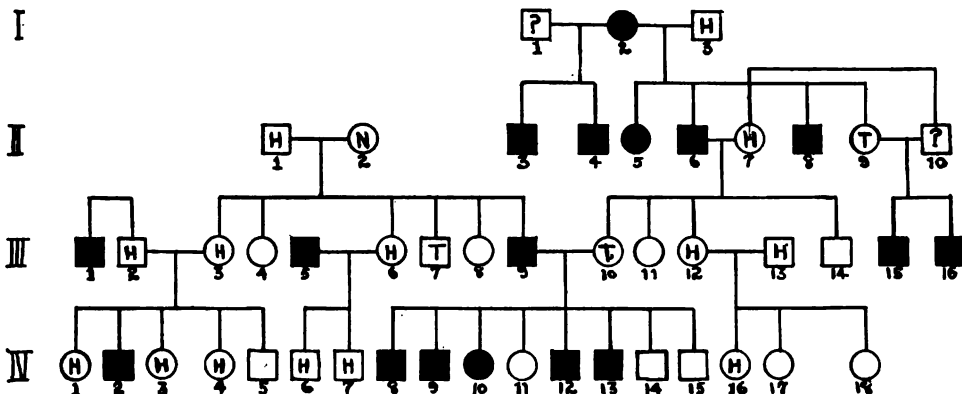 I
? H
1 2 3
II
H N H T ?
1 2 3 4 5 6 7 8 9 10
III
H H H T T H H
1 2 3 4 5 6 7 8 9 10 11 12 13 14 15 16
IV
H H H H H H
1 2 3 4 5 6 7 8 9 10 11 12 13 14 15 16 17 18